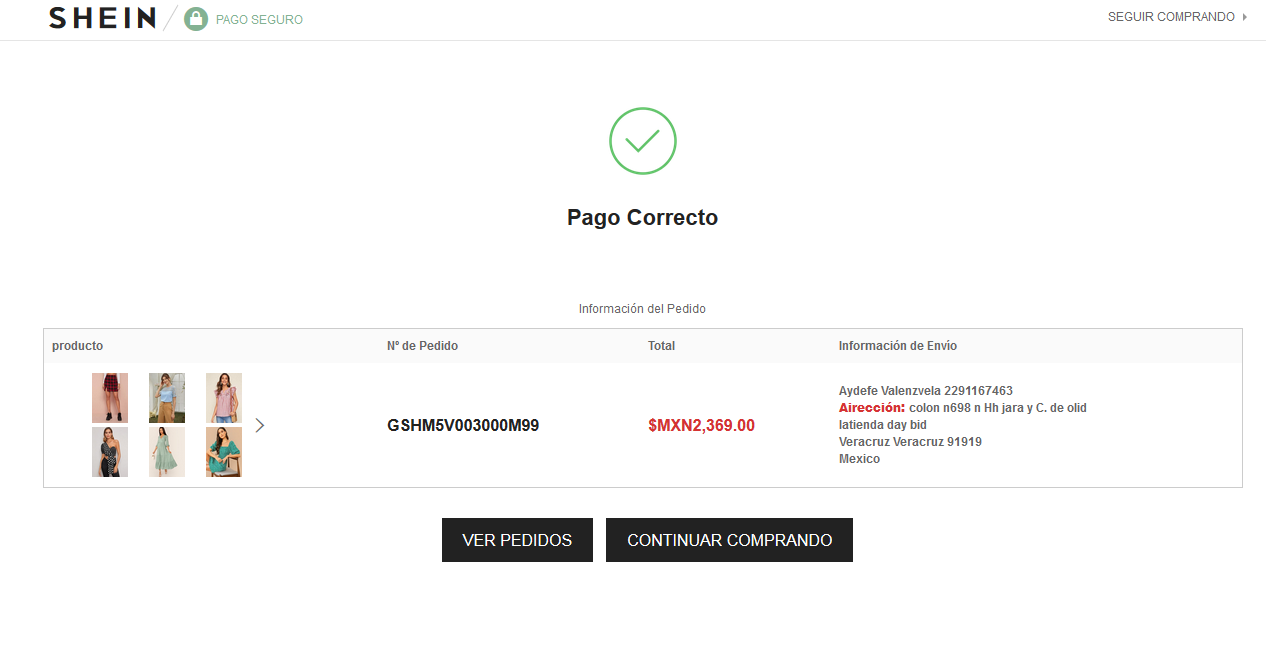 SHEIN PAGO SEGURO SEGUIR COMPRANDO
Pago Correcto
Información del Pedido
producto Nº de Pedido Total Información de Envío
GSHM5V003000M99 $MXN2,369.00
Aydefe Valenzvela 2291167463
Airección: colon n698 n Hh jara y C. de olid
latienda day bid
Veracruz Veracruz 91919
Mexico
VER PEDIDOS CONTINUAR COMPRANDO